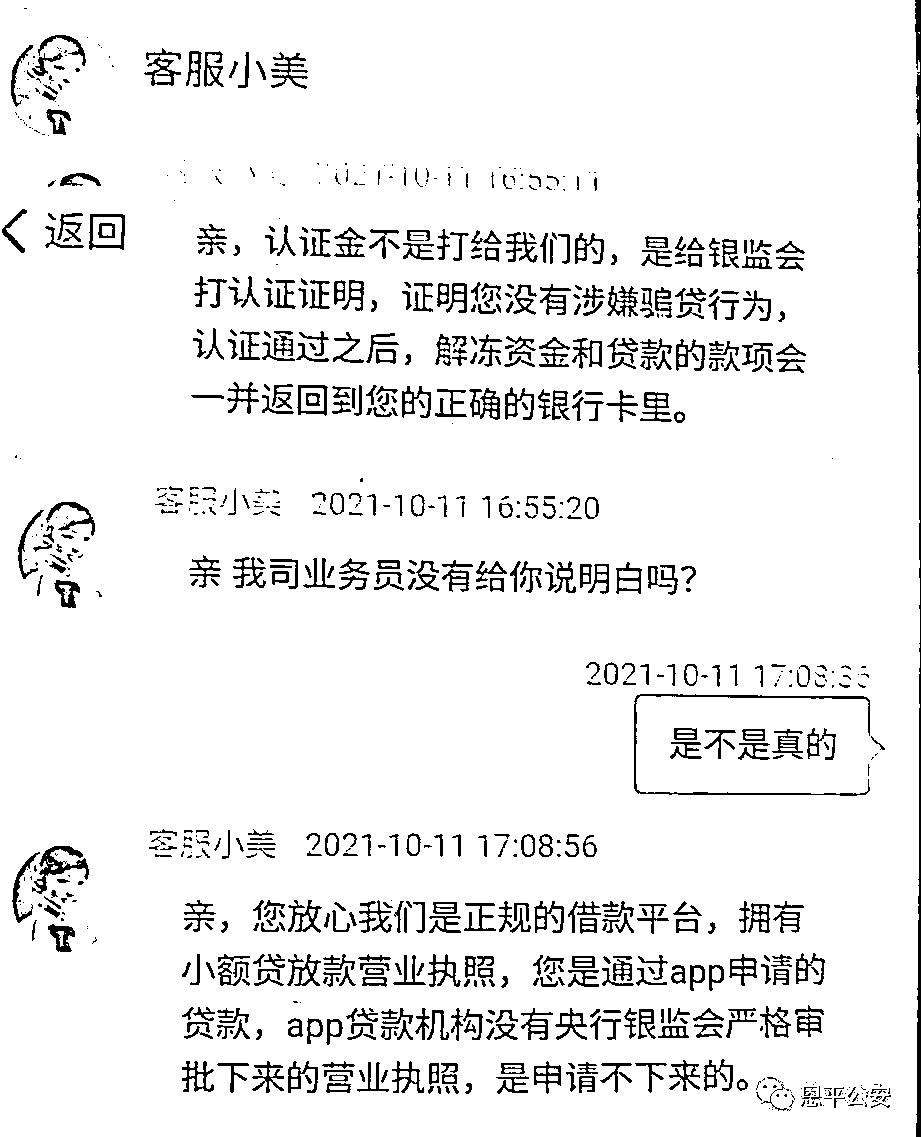 客服小美
2021-10-11 16:55:11
返回
亲，认证金不是打给我们的，是给银监会
打认证证明，证明您没有涉嫌骗贷行为，
认证通过之后，解冻资金和贷款的款项会
一并返回到您的正确的银行卡里。
客服小美 2021-10-11 16:55:20
亲 我司业务员没有给你说明白吗？
2021-10-11 17:08:36
是不是真的
客服小美 2021-10-11 17:08:56
亲，您放心我们是正规的借款平台，拥有
小额贷放款营业执照，您是通过app申请的
贷款，app贷款机构没有央行银监会严格审
批下来的营业执照，是申请不下来的。
恩平公安